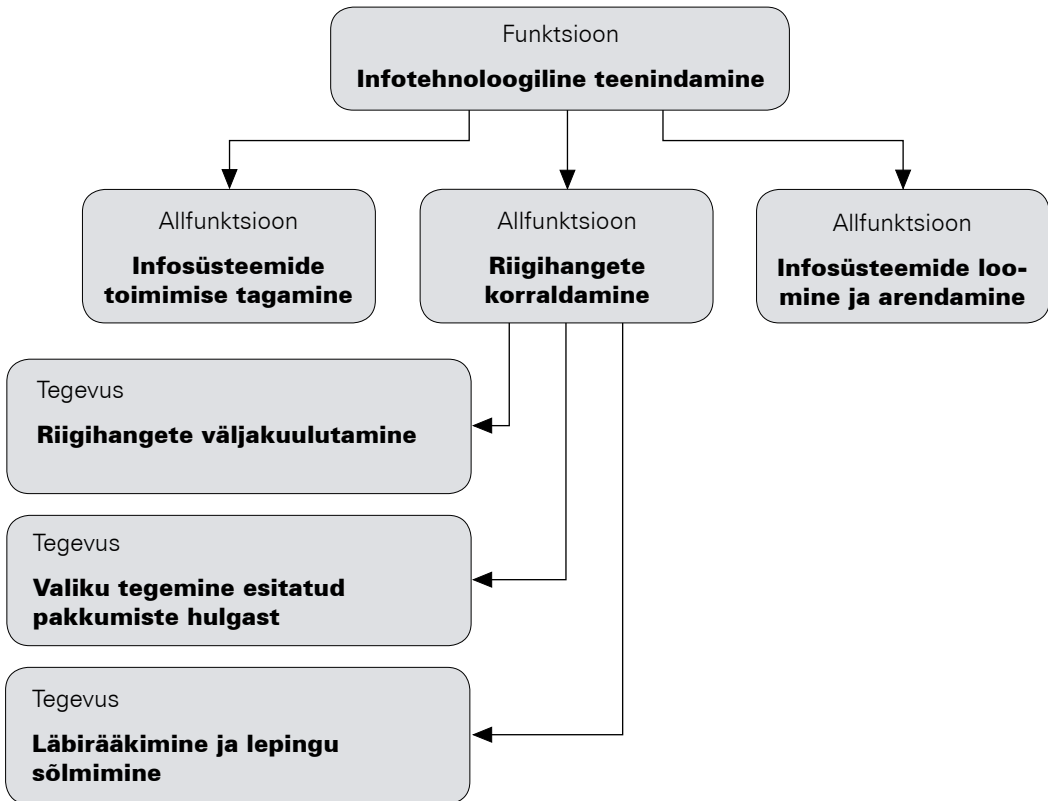 Funktsioon
Infotehnoloogiline teenindamine
Allfunktsioon
Infosüsteemide
toimimise tagamine
Allfunktsioon
Riigihangete
korraldamine
Allfunktsioon
Infosüsteemide loo-
mine ja arendamine
Tegevus
Riigihangete väljakuulutamine
Tegevus
Valiku tegemine esitatud
pakkumiste hulgast
Tegevus
Läbirääkimine ja lepingu
sõlmimine